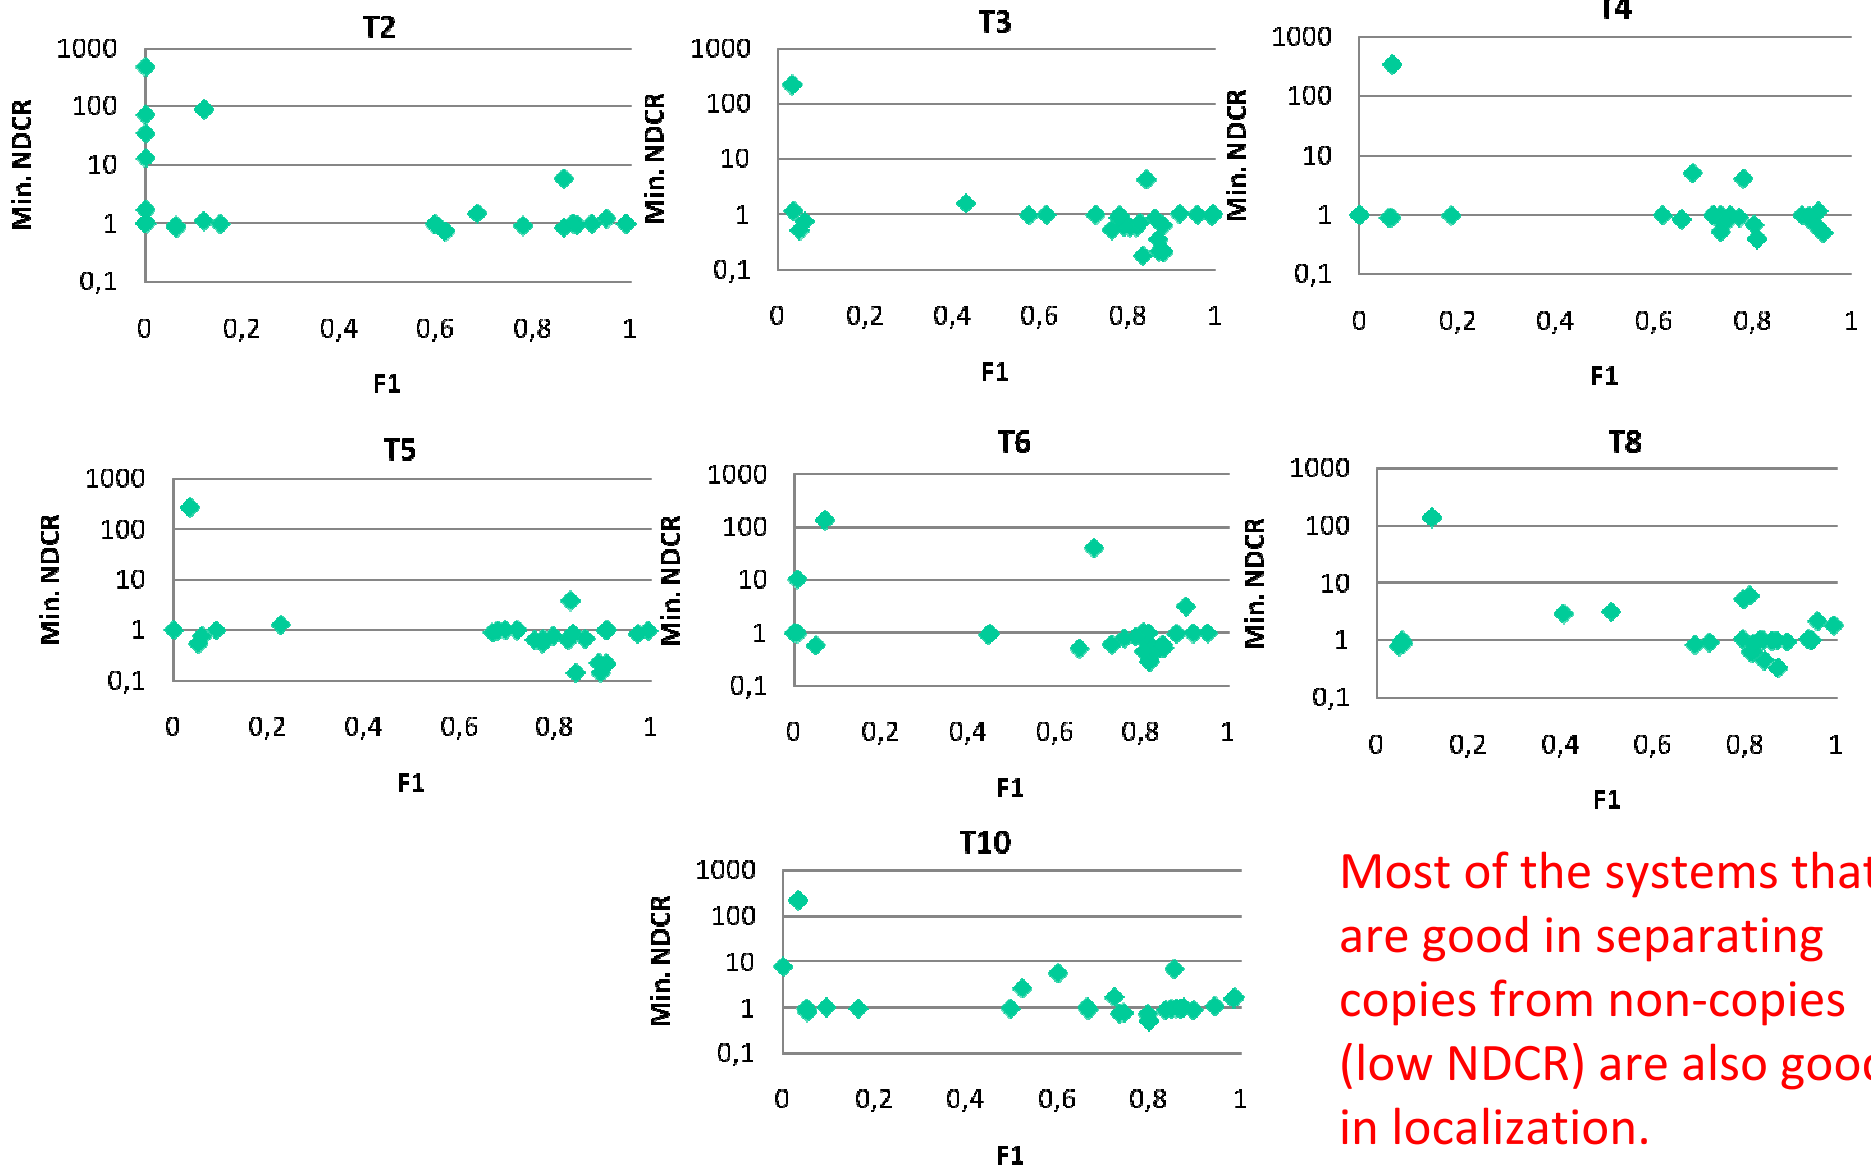 T2
1000
100
10
1
0,1
0 0,2 0,4 0,6 0,8 1
Min. NDCR
F1
T3
1000
100
10
1
0,1
0 0,2 0,4 0,6 0,8 1
Min. NDCR
F1
T4
1000
100
10
1
0,1
0 0,2 0,4 0,6 0,8 1
Min. NDCR
F1
T5
1000
100
10
1
0,1
0 0,2 0,4 0,6 0,8 1
Min. NDCR
F1
T6
1000
100
10
1
0,1
0 0,2 0,4 0,6 0,8 1
Min. NDCR
F1
T8
1000
100
10
1
0,1
0 0,2 0,4 0,6 0,8 1
Min. NDCR
F1
T10
1000
100
10
1
0,1
0 0,2 0,4 0,6 0,8 1
Min. NDCR
F1
Most of the systems that
are good in separating
copies from non-copies
(low NDCR) are also good
in localization.